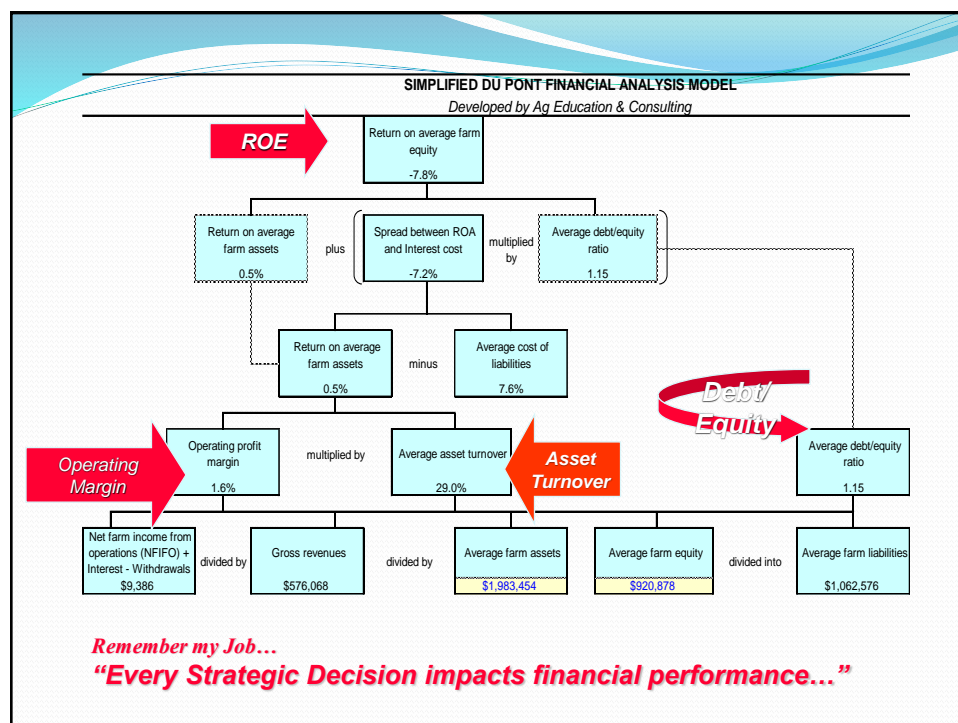 SIMPLIFIED DU PONT FINANCIAL ANALYSIS MODEL
Developed by Ag Education & Consulting
ROE
Return on average farm
equity
-7.8%
Return on average
farm assets
0.5%
plus
Spread between ROA
and Interest cost
-7.2%
multiplied
by
Average debt/equity
ratio
1.15
Return on average
farm assets
0.5%
minus
Average cost of
liabilities
7.6%
Debt/
Equity
Operating
Margin
Operating profit
margin
1.6%
multiplied by
Average asset turnover
29.0%
Asset
Turnover
Average debt/equity
ratio
1.15
Net farm income from
operations (NFIFO) +
Interest - Withdrawals
$9,386
divided by
Gross revenues
$576,068
divided by
Average farm assets
$1,983,454
Average farm equity
$920,878
divided into
Average farm liabilities
$1,062,576
Remember my Job…
“Every Strategic Decision impacts financial performance…”